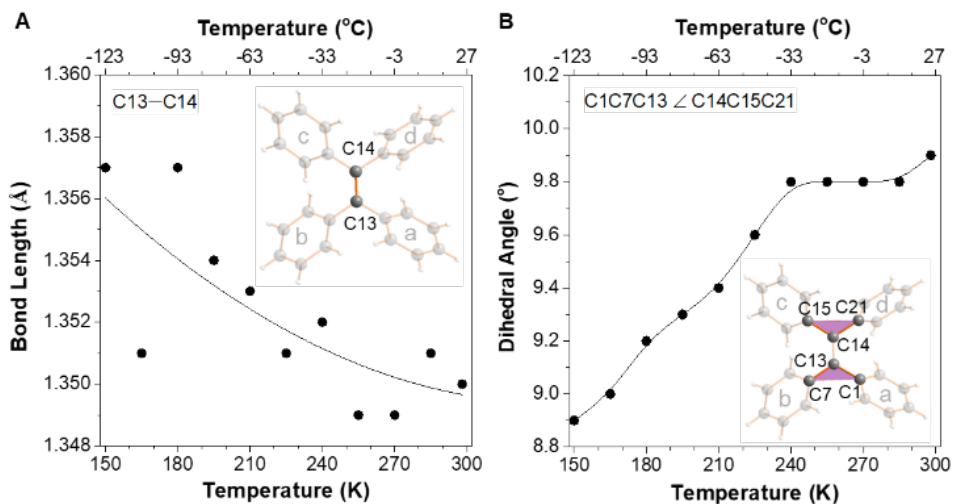 A
Temperature (°C)
-123 -93 -63 -33 -3 27
1.360
1.358
1.356
1.354
1.352
1.350
1.348
Bond Length (Å)
C13—C14
c
d
C14
C13
b
a
150 180 210 240 270 300
Temperature (K)
B
Temperature (°C)
-123 -93 -63 -33 -3 27
10.2
10.0
9.8
9.6
9.4
9.2
9.0
8.8
Dihedral Angle (°)
C1C7C13 ∠ C14C15C21
c
d
C15 C21
C14
C13
C7 C1
b
a
150 180 210 240 270 300
Temperature (K)